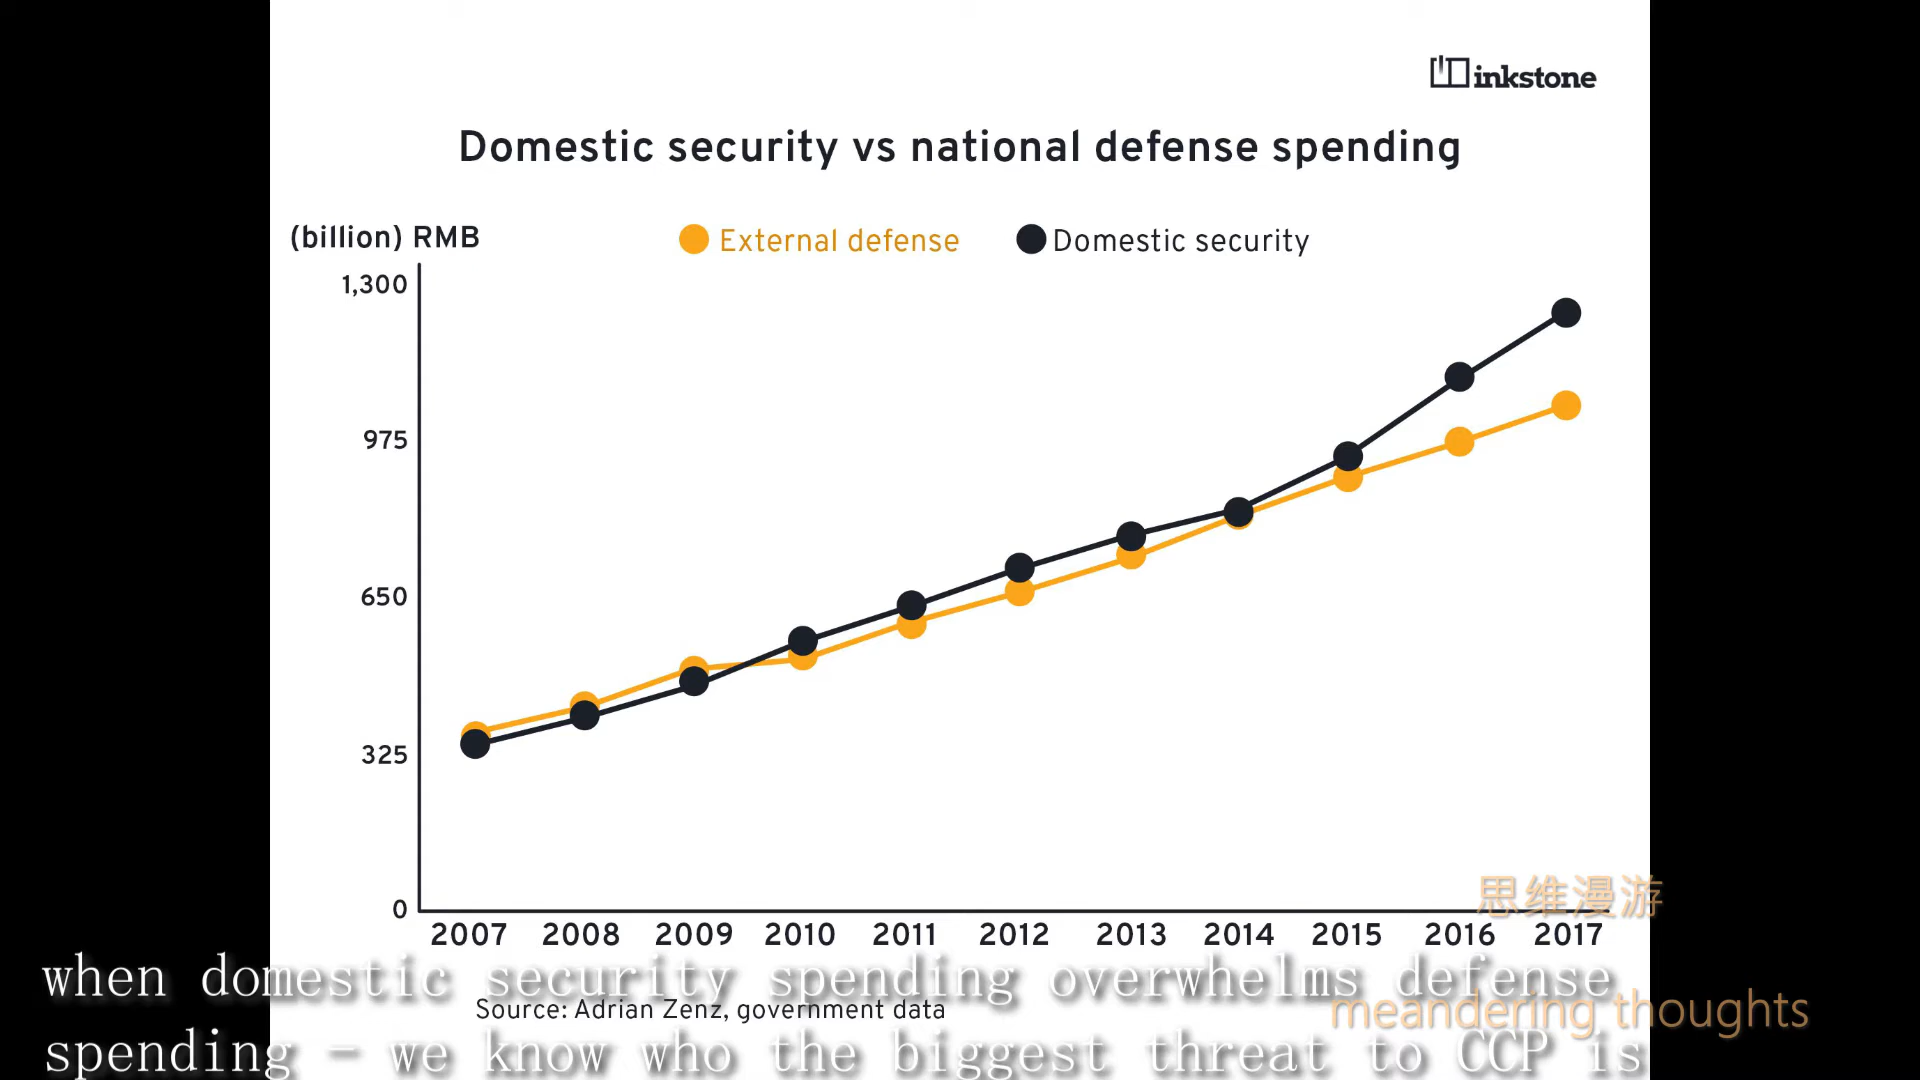 inkstone
Domestic security vs national defense spending
(billion) RMB
External defense
Domestic security
1,300
975
650
325
0
2007 2008 2009 2010 2011 2012 2013 2014 2015 2016 2017
思维漫游
when domestic security spending overwhelms defense
Source: Adrian Zenz, government data
meandering thoughts
spending - we know who the biggest threat to CCP is